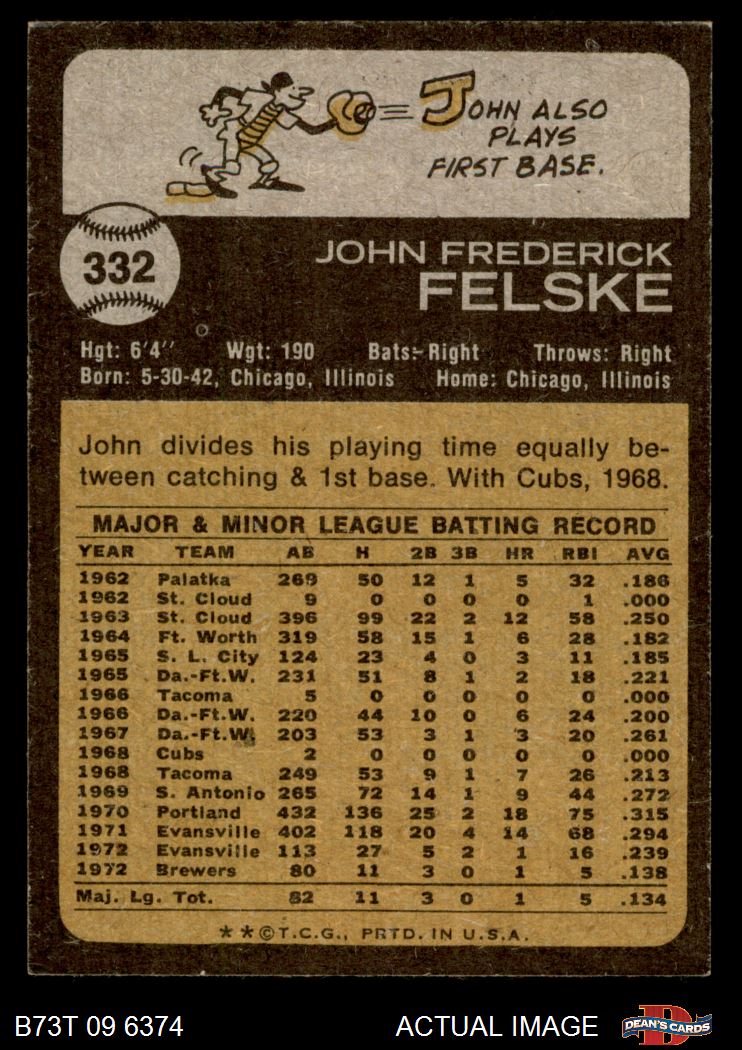 JOHN ALSO
PLAYS
FIRST BASE.
332
JOHN FREDERICK
FELSKE
Hgt: 6'4" Wgt: 190 Bats: Right Throws: Right
Born: 5-30-42, Chicago, Illinois Home: Chicago, Illinois
John divides his playing time equally be-
tween catching & 1st base. With Cubs, 1968.
MAJOR & MINOR LEAGUE BATTING RECORD
YEAR TEAM AB H 2B 3B HR RBI AVG
1962 Palatka 269 50 12 1 5 32 .186
1962 St. Cloud 9 0 0 0 0 1 .000
1963 St. Cloud 396 99 22 2 12 58 .250
1964 Ft. Worth 319 58 15 1 6 28 .182
1965 S. L. City 124 23 4 0 3 11 .185
1965 Da.-Ft.W. 231 51 8 1 2 18 .221
1966 Tacoma 5 0 0 0 0 0 .000
1966 Da.-Ft.W. 220 44 10 0 6 24 .200
1967 Da.-Ft.W. 203 53 3 1 3 20 .261
1968 Cubs 2 0 0 0 0 0 .000
1968 Tacoma 249 53 9 1 7 26 .213
1969 S. Antonio 265 72 14 1 9 44 .272
1970 Portland 432 136 25 2 18 75 .315
1971 Evansville 402 118 20 4 14 68 .294
1972 Evansville 113 27 5 2 1 16 .239
1972 Brewers 80 11 3 0 1 5 .138
Maj. Lg. Tot. 82 11 3 0 1 5 .134
* * © T.C.G., PRTD. IN U.S.A.
B73T 09 6374 ACTUAL IMAGE D DEAN'S CARDS